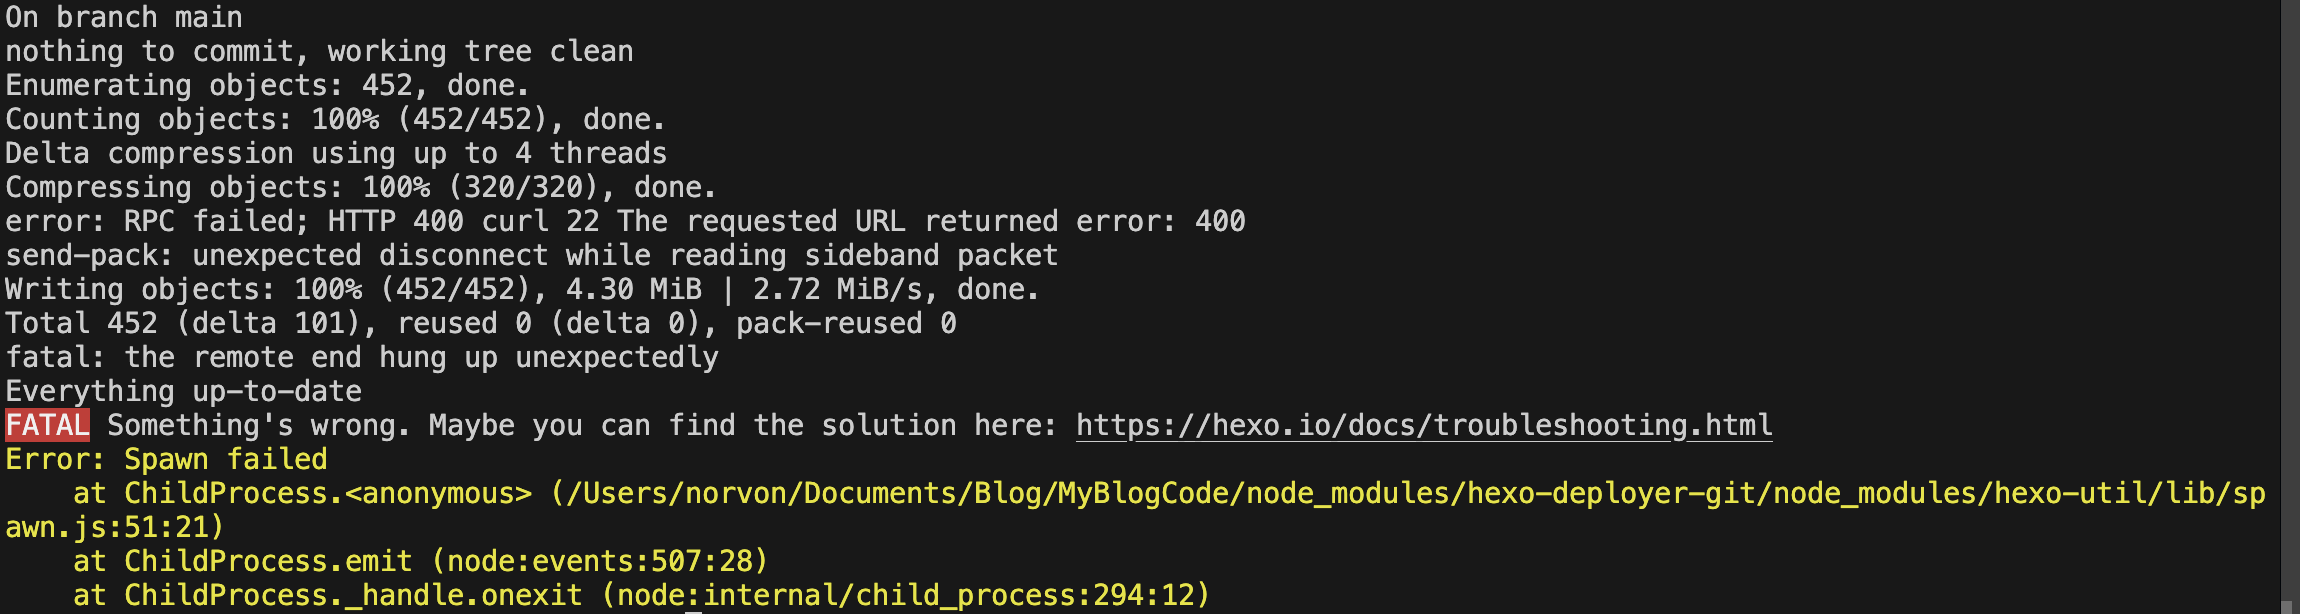 On branch main
nothing to commit, working tree clean
Enumerating objects: 452, done.
Counting objects: 100% (452/452), done.
Delta compression using up to 4 threads
Compressing objects: 100% (320/320), done.
error: RPC failed; HTTP 400 curl 22 The requested URL returned error: 400
send-pack: unexpected disconnect while reading sideband packet
Writing objects: 100% (452/452), 4.30 MiB | 2.72 MiB/s, done.
Total 452 (delta 101), reused 0 (delta 0), pack-reused 0
fatal: the remote end hung up unexpectedly
Everything up-to-date
FATAL Something's wrong. Maybe you can find the solution here: https://hexo.io/docs/troubleshooting.html
Error: Spawn failed
    at ChildProcess.<anonymous> (/Users/norvon/Documents/Blog/MyBlogCode/node_modules/hexo-deployer-git/node_modules/hexo-util/lib/sp
awn.js:51:21)
    at ChildProcess.emit (node:events:507:28)
    at ChildProcess._handle.onexit (node:internal/child_process:294:12)